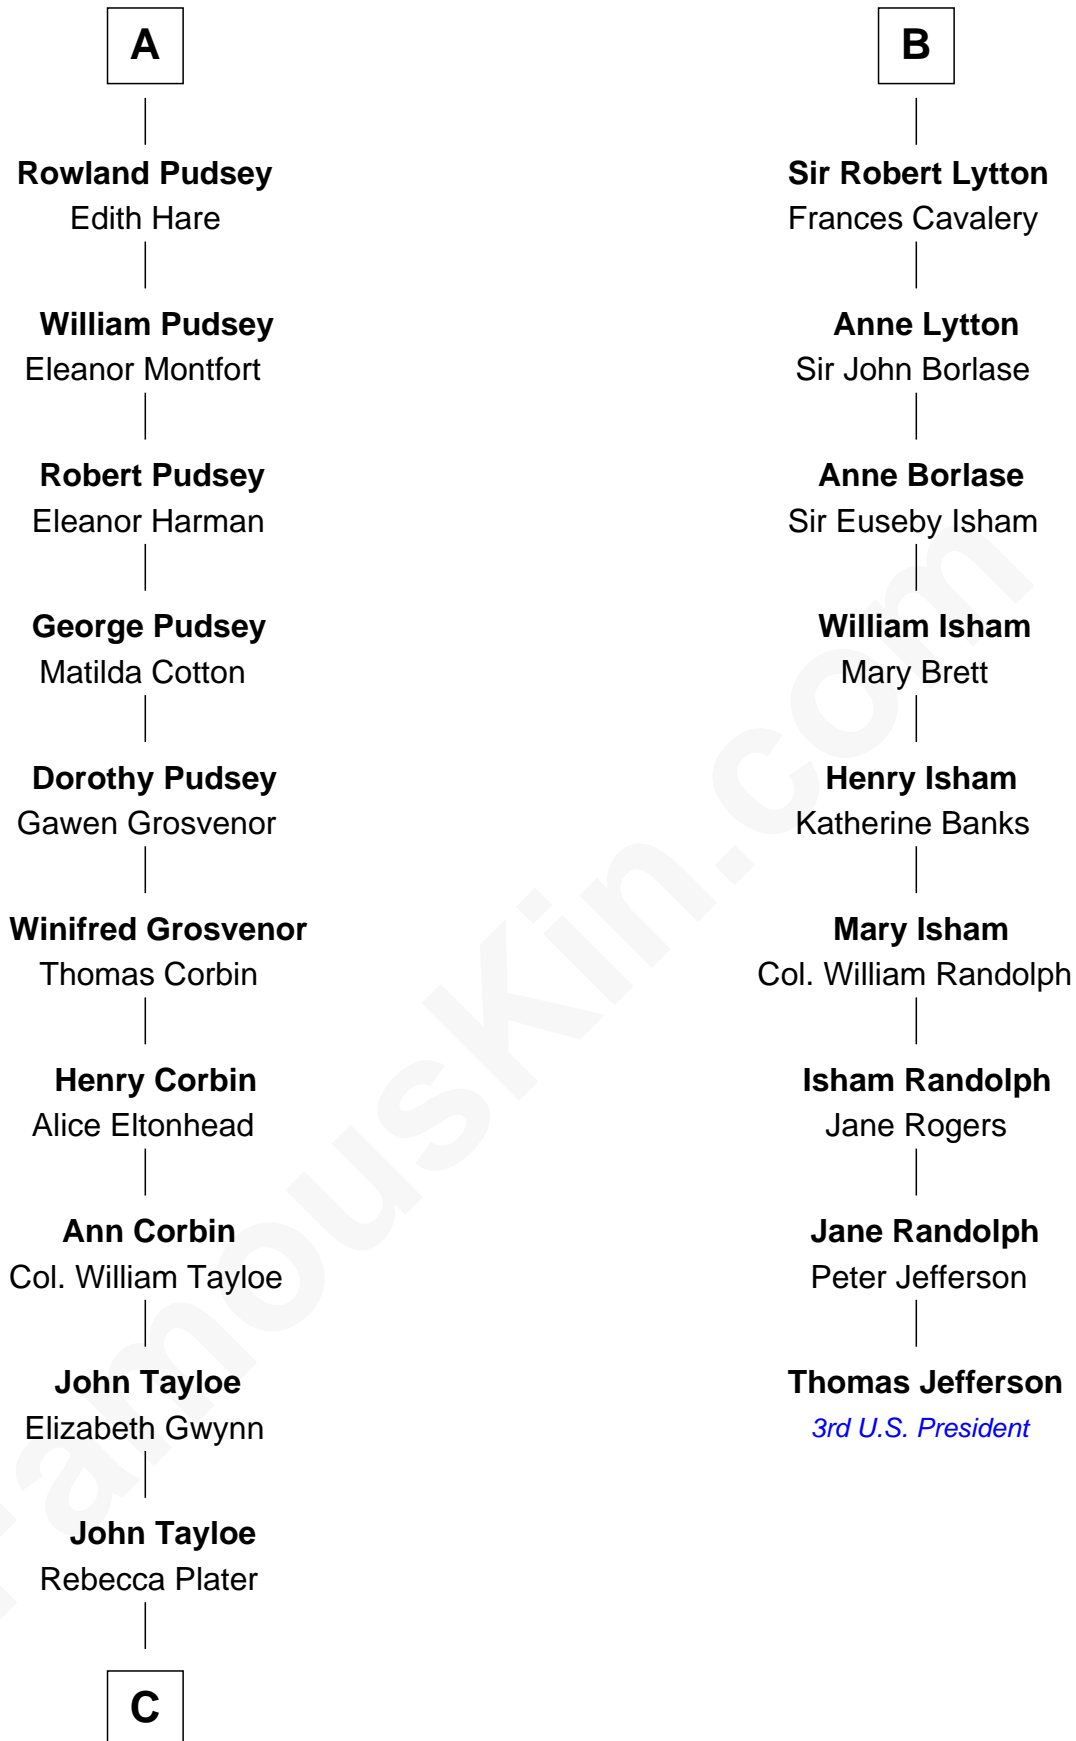 A
Rowland Pudsey
Edith Hare
William Pudsey
Eleanor Montfort
Robert Pudsey
Eleanor Harman
George Pudsey
Matilda Cotton
Dorothy Pudsey
Gawen Grosvenor
Winifred Grosvenor
Thomas Corbin
Henry Corbin
Alice Eltonhead
Ann Corbin
Col. William Tayloe
John Tayloe
Elizabeth Gwynn
John Tayloe
Rebecca Plater
C
B
Sir Robert Lytton
Frances Cavalery
Anne Lytton
Sir John Borlase
Anne Borlase
Sir Euseby Isham
William Isham
Mary Brett
Henry Isham
Katherine Banks
Mary Isham
Col. William Randolph
Isham Randolph
Jane Rogers
Jane Randolph
Peter Jefferson
Thomas Jefferson
3rd U.S. President
FamousKin.com